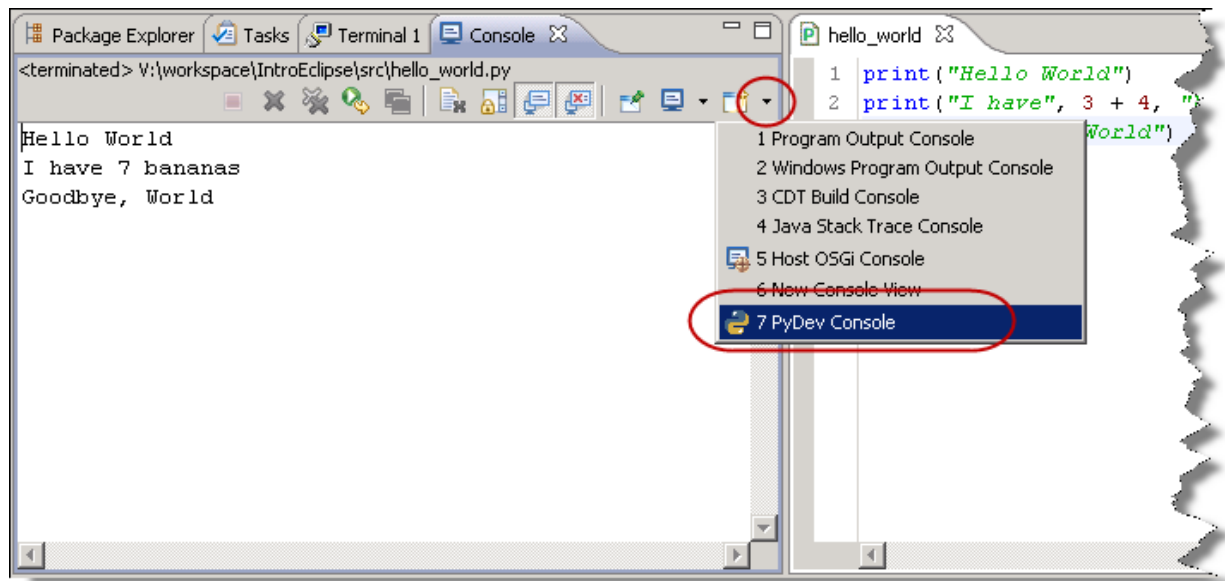 Package Explorer Tasks Terminal 1 Console
<terminated> V:\workspace\IntroEclipse\src\hello_world.py
Hello World
I have 7 bananas
Goodbye, World
1 Program Output Console
2 Windows Program Output Console
3 CDT Build Console
4 Java Stack Trace Console
5 Host OSGi Console
6 New Console View
7 PyDev Console
hello_world
1 print("Hello World")
2 print("I have", 3 + 4, "
World")